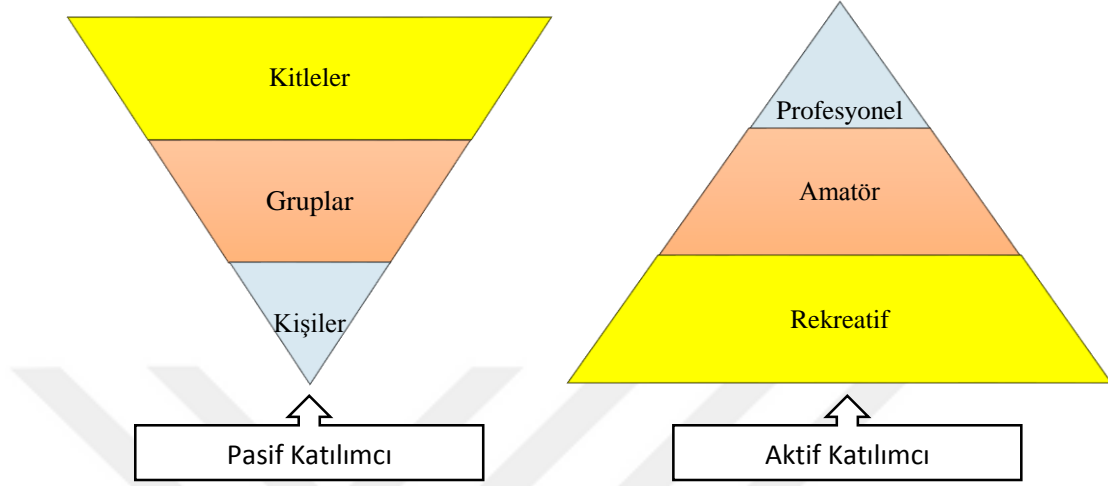 Kitleler
Gruplar
Kişiler
Pasif Katılımcı
Profesyonel
Amatör
Rekreatif
Aktif Katılımcı